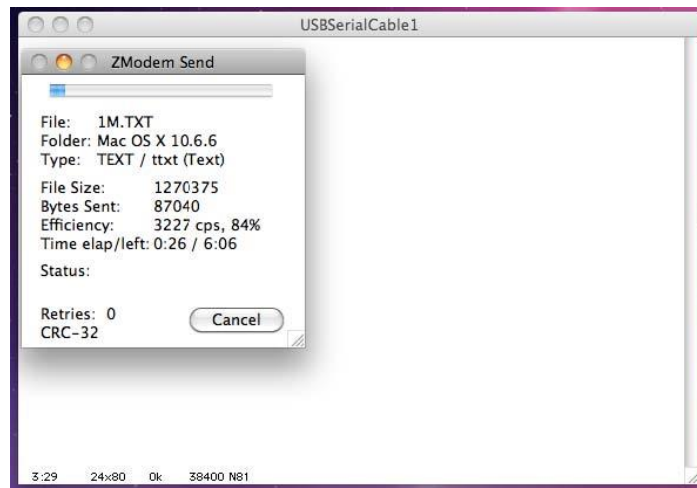 USBSerialCable1
ZModem Send
File: 1M.TXT
Folder: Mac OS X 10.6.6
Type: TEXT / ttxt (Text)
File Size: 1270375
Bytes Sent: 87040
Efficiency: 3227 cps, 84%
Time elap/left: 0:26 / 6:06
Status:
Retries: 0
CRC-32
Cancel
3:29 24x80 0k 38400 N81